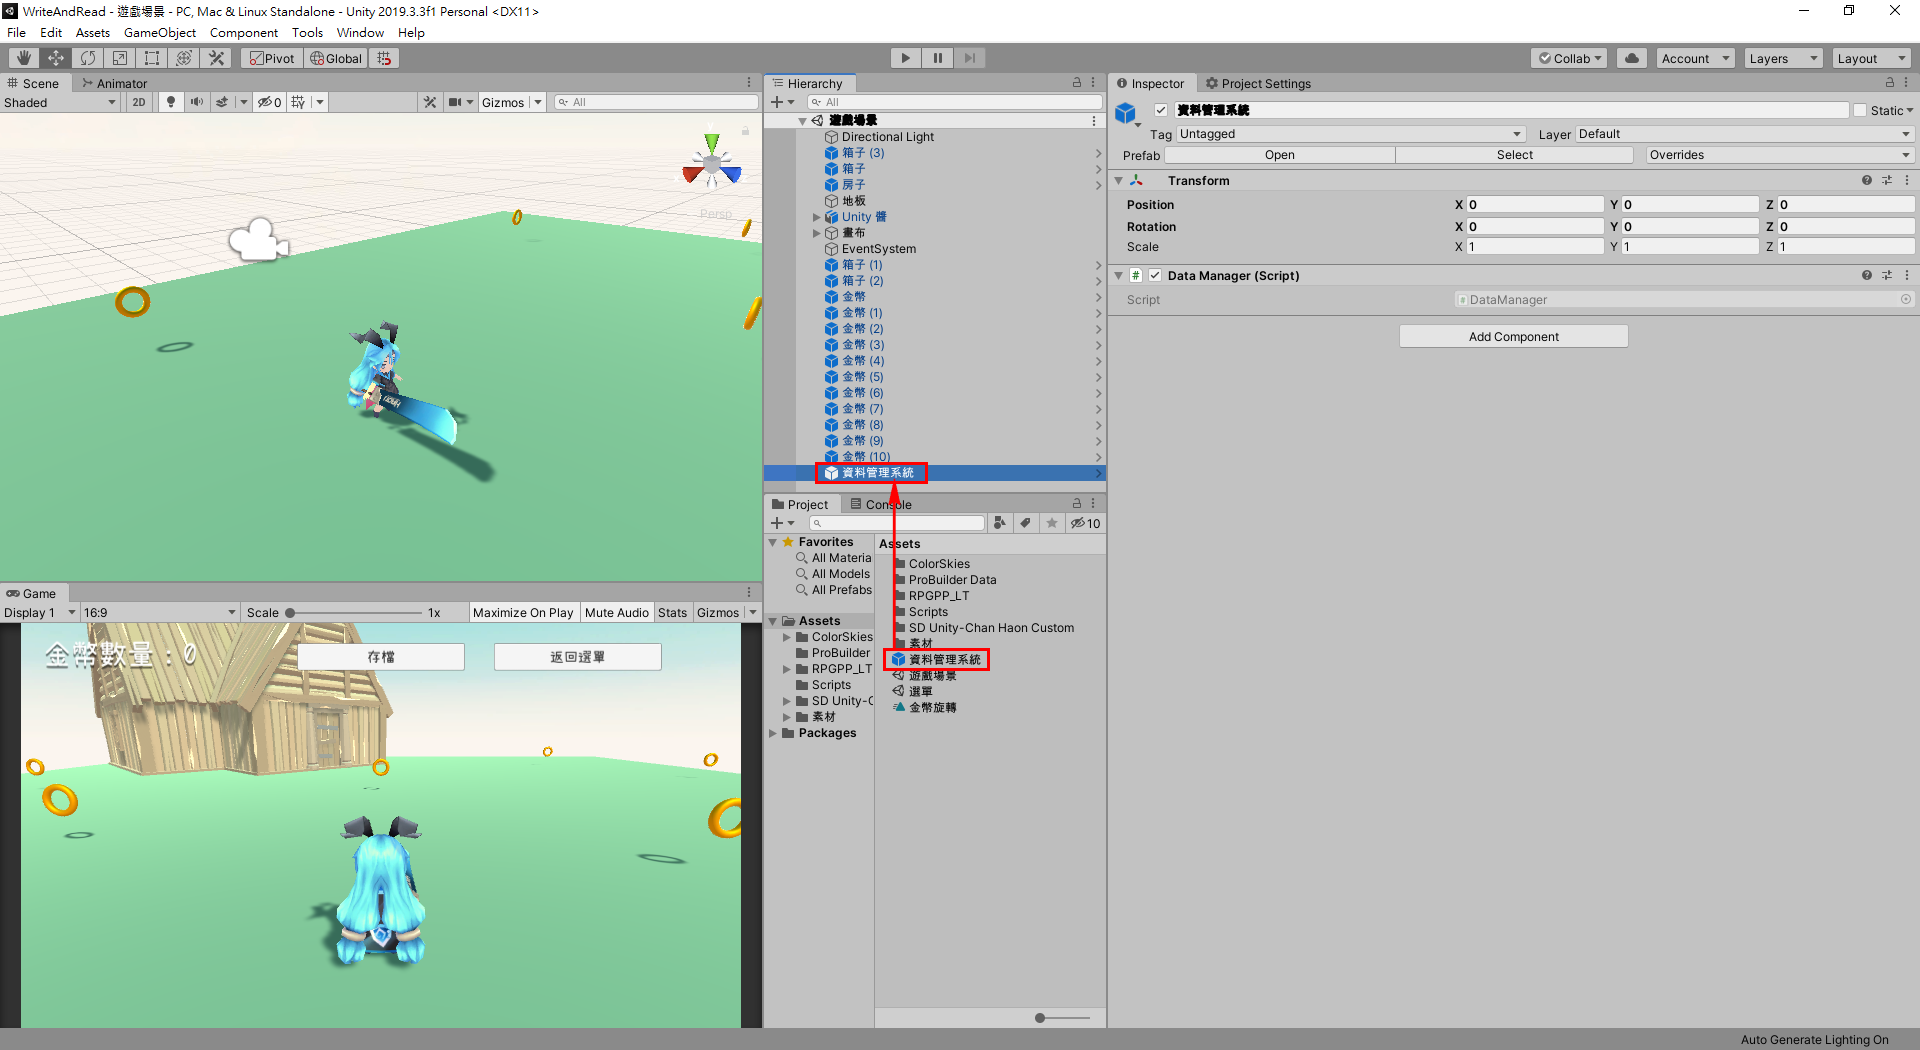 WriteAndRead - 遊戲場景 - PC, Mac & Linux Standalone - Unity 2019.3.3f1 Personal <DX11>
File Edit Assets GameObject Component Tools Window Help
Pivot Global
Collab Account Layers Layout
Scene Animator
Shaded 2D 0 Gizmos All
Persp
Hierarchy
All
遊戲場景
Directional Light
箱子 (3)
箱子
房子
地板
Unity 醬
畫布
EventSystem
箱子 (1)
箱子 (2)
金幣
金幣 (1)
金幣 (2)
金幣 (3)
金幣 (4)
金幣 (5)
金幣 (6)
金幣 (7)
金幣 (8)
金幣 (9)
金幣 (10)
資料管理系統
Project Console
10
Favorites
All Materia
All Models
All Prefabs
Assets
ColorSkies
ProBuilder
RPGPP_LT
Scripts
SD Unity-C
素材
Packages
Assets
ColorSkies
ProBuilder Data
RPGPP_LT
Scripts
SD Unity-Chan Haon Custom
素材
資料管理系統
遊戲場景
選單
金幣旋轉
Game
Display 1 16:9 Scale 1x Maximize On Play Mute Audio Stats Gizmos
金幣數量：0
存檔
返回選單
Inspector Project Settings
資料管理系統 Static
Tag Untagged Layer Default
Prefab Open Select Overrides
Transform
Position X 0 Y 0 Z 0
Rotation X 0 Y 0 Z 0
Scale X 1 Y 1 Z 1
# Data Manager (Script)
Script DataManager
Add Component
Auto Generate Lighting On